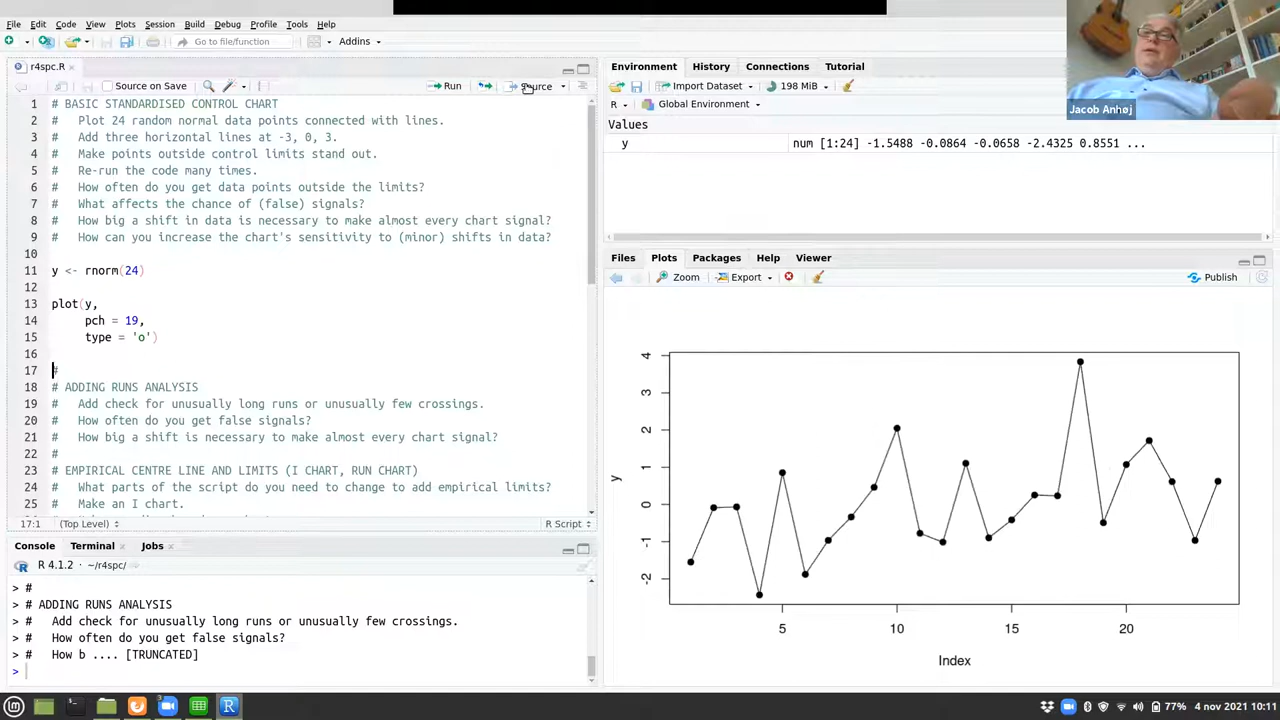 File Edit Code View Plots Session Build Debug Profile Tools Help
Go to file/function
Addins
r4spc.R
Source on Save
Run
Source
1 # BASIC STANDARDISED CONTROL CHART
2 # Plot 24 random normal data points connected with lines.
3 # Add three horizontal lines at -3, 0, 3.
4 # Make points outside control limits stand out.
5 # Re-run the code many times.
6 # How often do you get data points outside the limits?
7 # What affects the chance of (false) signals?
8 # How big a shift in data is necessary to make almost every chart signal?
9 # How can you increase the chart's sensitivity to (minor) shifts in data?
10
11 y <- rnorm(24)
12
13 plot(y,
14 pch = 19,
15 type = 'o')
16
17 #
18 # ADDING RUNS ANALYSIS
19 # Add check for unusually long runs or unusually few crossings.
20 # How often do you get false signals?
21 # How big a shift is necessary to make almost every chart signal?
22 #
23 # EMPIRICAL CENTRE LINE AND LIMITS (I CHART, RUN CHART)
24 # What parts of the script do you need to change to add empirical limits?
25 # Make an I chart.
17:1 (Top Level) R Script
Console Terminal Jobs
R 4.1.2 · ~/r4spc/
> #
> # ADDING RUNS ANALYSIS
> # Add check for unusually long runs or unusually few crossings.
> # How often do you get false signals?
> # How b .... [TRUNCATED]
>
Environment History Connections Tutorial
Import Dataset 198 MiB
R Global Environment
Values
y num [1:24] -1.5488 -0.0864 -0.0658 -2.4325 0.8551 ...
Files Plots Packages Help Viewer
Zoom Export Publish
y
4
3
2
1
0
-1
-2
5 10 15 20
Index
Jacob Anhøj
77% 4 nov 2021 10:11